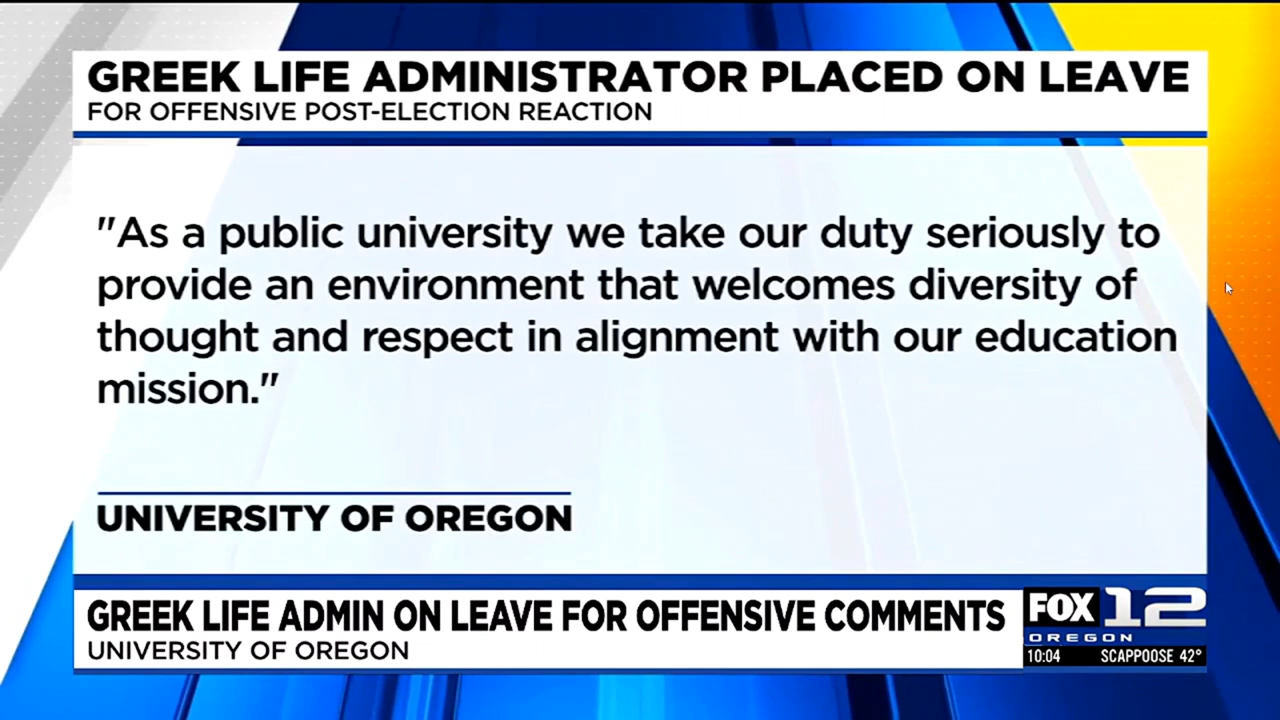 GREEK LIFE ADMINISTRATOR PLACED ON LEAVE
FOR OFFENSIVE POST-ELECTION REACTION
"As a public university we take our duty seriously to
provide an environment that welcomes diversity of
thought and respect in alignment with our education
mission."
UNIVERSITY OF OREGON
GREEK LIFE ADMIN ON LEAVE FOR OFFENSIVE COMMENTS
UNIVERSITY OF OREGON
FOX 12
OREGON
10:04 SCAPPOOSE 42°